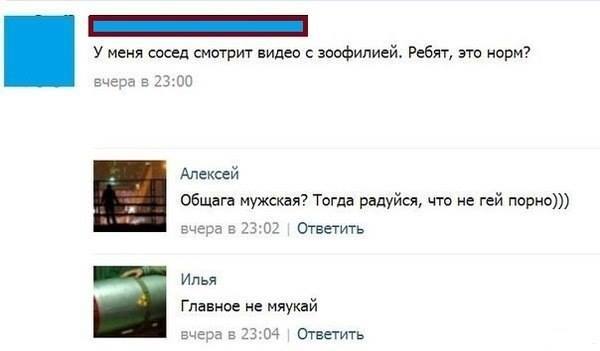 У меня сосед смотрит видео с зоофилией. Ребят, это норм?
вчера в 23:00
Алексей
Общага мужская? Тогда радуйся, что не гей порно)))
вчера в 23:02 | Ответить
Илья
Главное не мяукай
вчера в 23:04 | Ответить